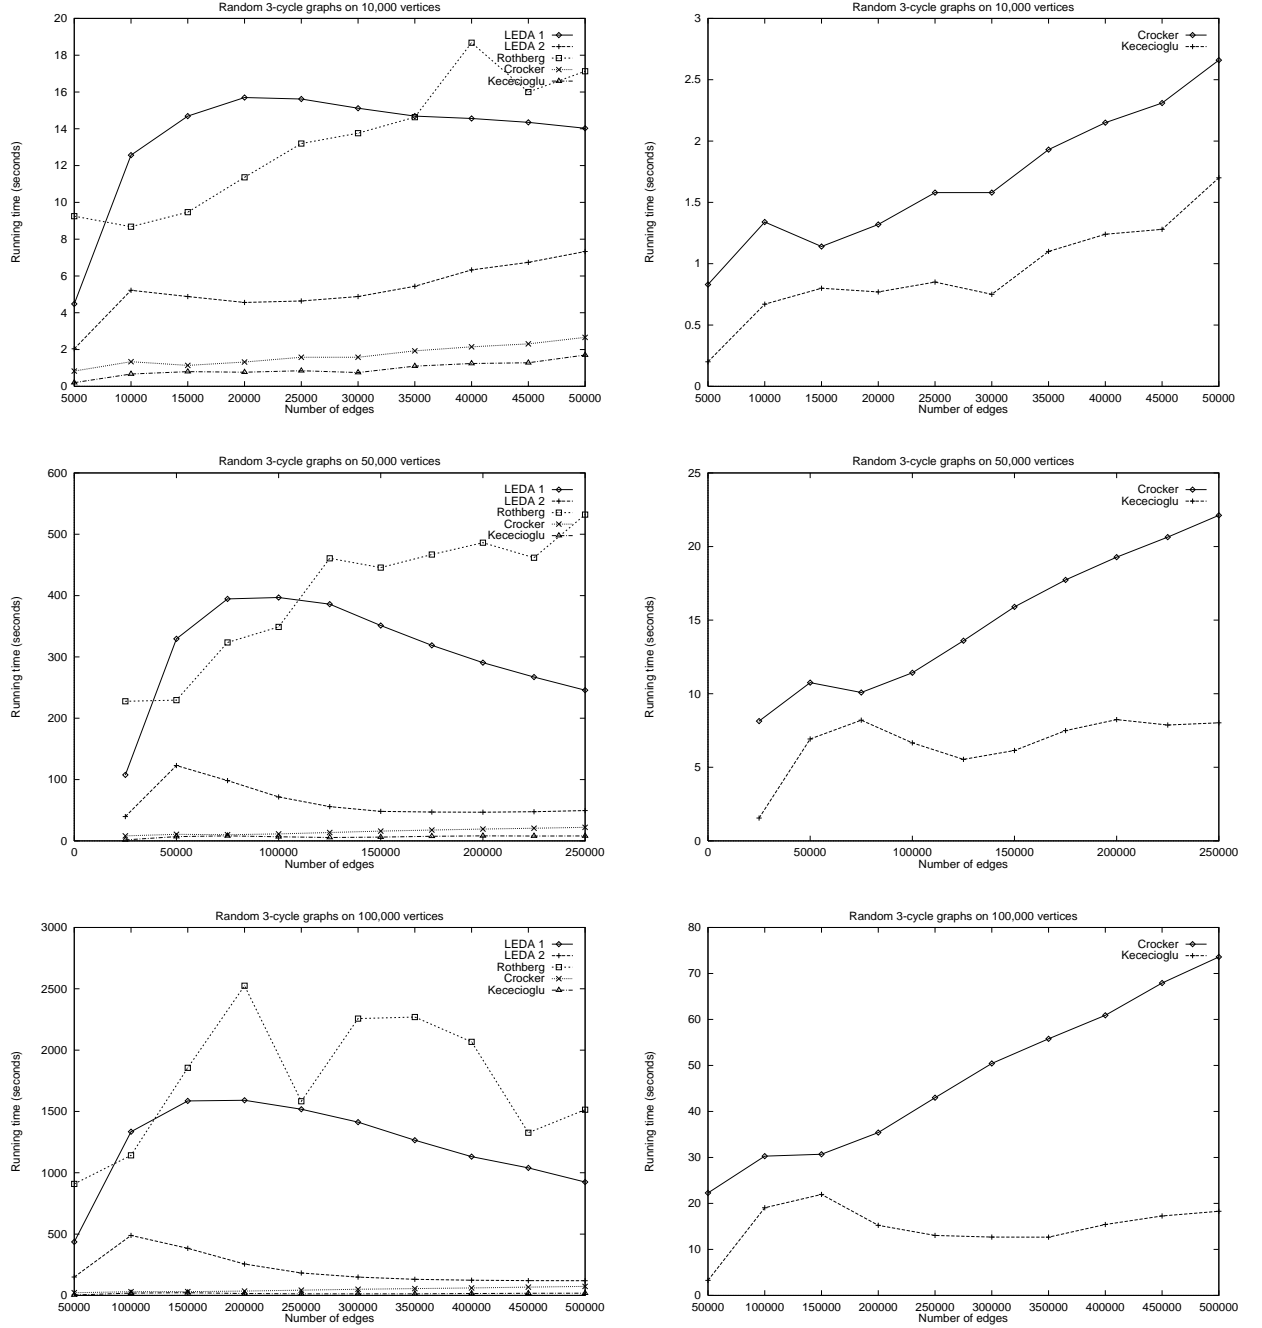 Random 3-cycle graphs on 10,000 vertices
Running time (seconds)
20
18
16
14
12
10
8
6
4
2
0
LEDA 1
LEDA 2
Rothberg
Crocker
Kececioglu
5000 10000 15000 20000 25000 30000 35000 40000 45000 50000
Number of edges
Random 3-cycle graphs on 10,000 vertices
Running time (seconds)
3
2.5
2
1.5
1
0.5
0
Crocker
Kececioglu
5000 10000 15000 20000 25000 30000 35000 40000 45000 50000
Number of edges
Random 3-cycle graphs on 50,000 vertices
Running time (seconds)
600
500
400
300
200
100
0
LEDA 1
LEDA 2
Rothberg
Crocker
Kececioglu
0 50000 100000 150000 200000 250000
Number of edges
Random 3-cycle graphs on 50,000 vertices
Running time (seconds)
25
20
15
10
5
0
Crocker
Kececioglu
0 50000 100000 150000 200000 250000
Number of edges
Random 3-cycle graphs on 100,000 vertices
Running time (seconds)
3000
2500
2000
1500
1000
500
0
LEDA 1
LEDA 2
Rothberg
Crocker
Kececioglu
50000 100000 150000 200000 250000 300000 350000 400000 450000 500000
Number of edges
Random 3-cycle graphs on 100,000 vertices
Running time (seconds)
80
70
60
50
40
30
20
10
0
Crocker
Kececioglu
50000 100000 150000 200000 250000 300000 350000 400000 450000 500000
Number of edges